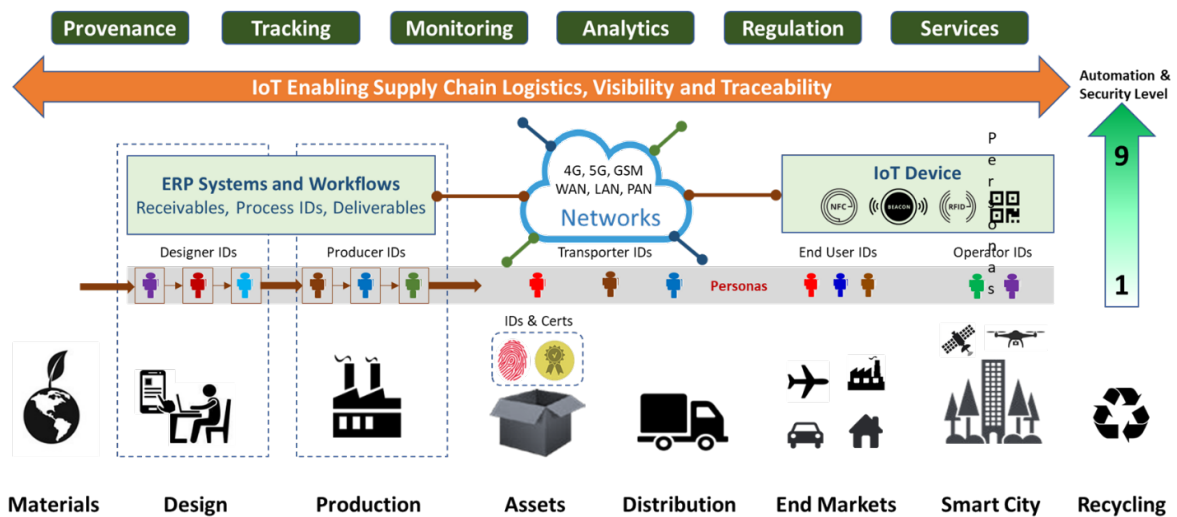 Provenance
Tracking
Monitoring
Analytics
Regulation
Services
IoT Enabling Supply Chain Logistics, Visibility and Traceability
Automation &
Security Level
9
1
ERP Systems and Workflows
Receivables, Process IDs, Deliverables
4G, 5G, GSM
WAN, LAN, PAN
Networks
IoT Device
NFC
BEACON
RFID
Personas
Designer IDs
Producer IDs
Transporter IDs
End User IDs
Operator IDs
Personas
IDs & Certs
Materials
Design
Production
Assets
Distribution
End Markets
Smart City
Recycling